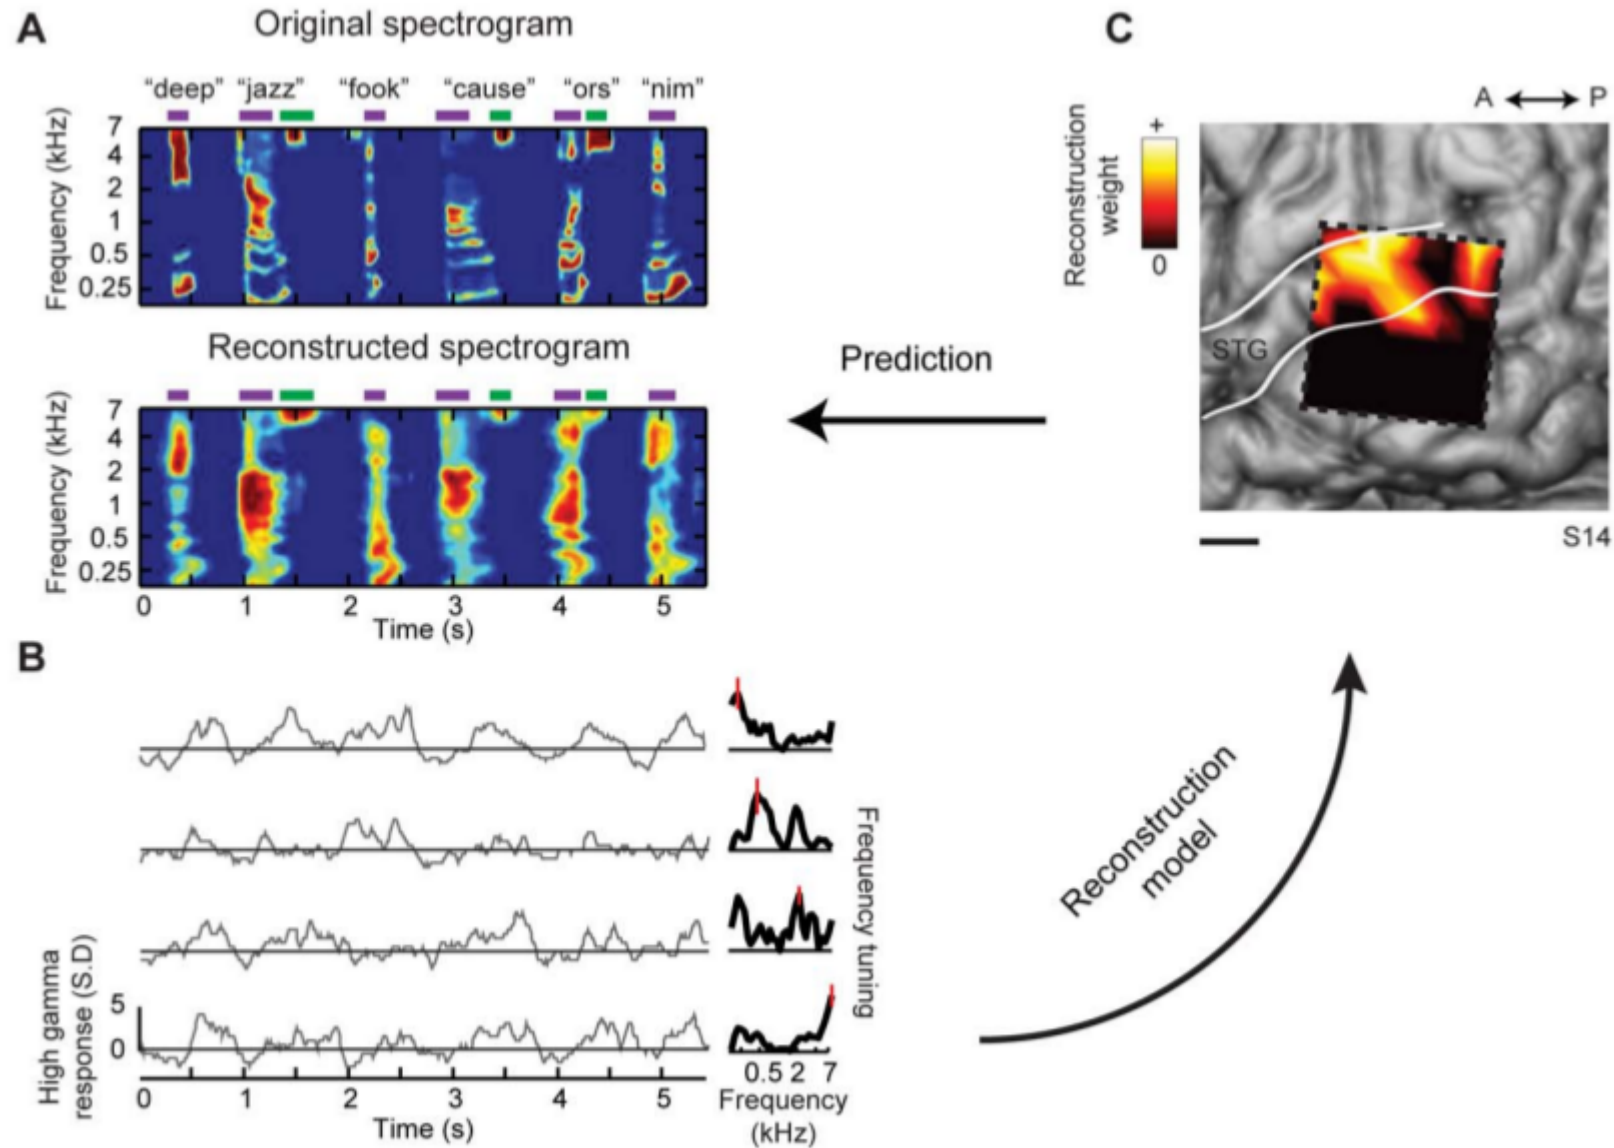 A
Original spectrogram
“deep” “jazz” “fook” “cause” “ors” “nim”
Frequency (kHz)
7
4
2
1
0.5
0.25
Reconstructed spectrogram
Frequency (kHz)
7
4
2
1
0.5
0.25
0 1 2 3 4 5
Time (s)
Prediction
C
A P
Reconstruction
weight
+
0
STG
S14
B
High gamma
response (S.D)
5
0
0 1 2 3 4 5
Time (s)
Frequency tuning
0.5 2 7
Frequency
(kHz)
Reconstruction
model